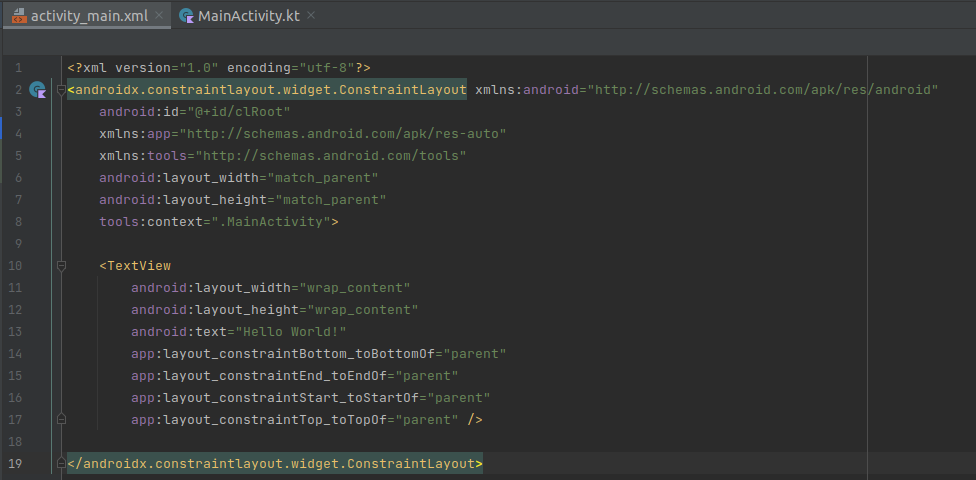 activity_main.xml MainActivity.kt
1 <?xml version="1.0" encoding="utf-8"?>
2 <androidx.constraintlayout.widget.ConstraintLayout xmlns:android="http://schemas.android.com/apk/res/android"
3 android:id="@+id/clRoot"
4 xmlns:app="http://schemas.android.com/apk/res-auto"
5 xmlns:tools="http://schemas.android.com/tools"
6 android:layout_width="match_parent"
7 android:layout_height="match_parent"
8 tools:context=".MainActivity">
9
10 <TextView
11 android:layout_width="wrap_content"
12 android:layout_height="wrap_content"
13 android:text="Hello World!"
14 app:layout_constraintBottom_toBottomOf="parent"
15 app:layout_constraintEnd_toEndOf="parent"
16 app:layout_constraintStart_toStartOf="parent"
17 app:layout_constraintTop_toTopOf="parent" />
18
19 </androidx.constraintlayout.widget.ConstraintLayout>